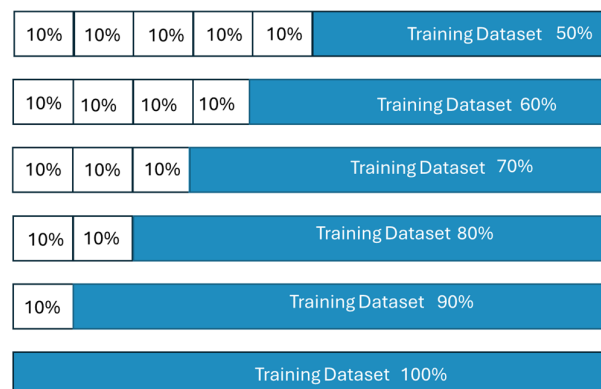 10% 10% 10% 10% 10% Training Dataset 50%
10% 10% 10% 10% Training Dataset 60%
10% 10% 10% Training Dataset 70%
10% 10% Training Dataset 80%
10% Training Dataset 90%
Training Dataset 100%